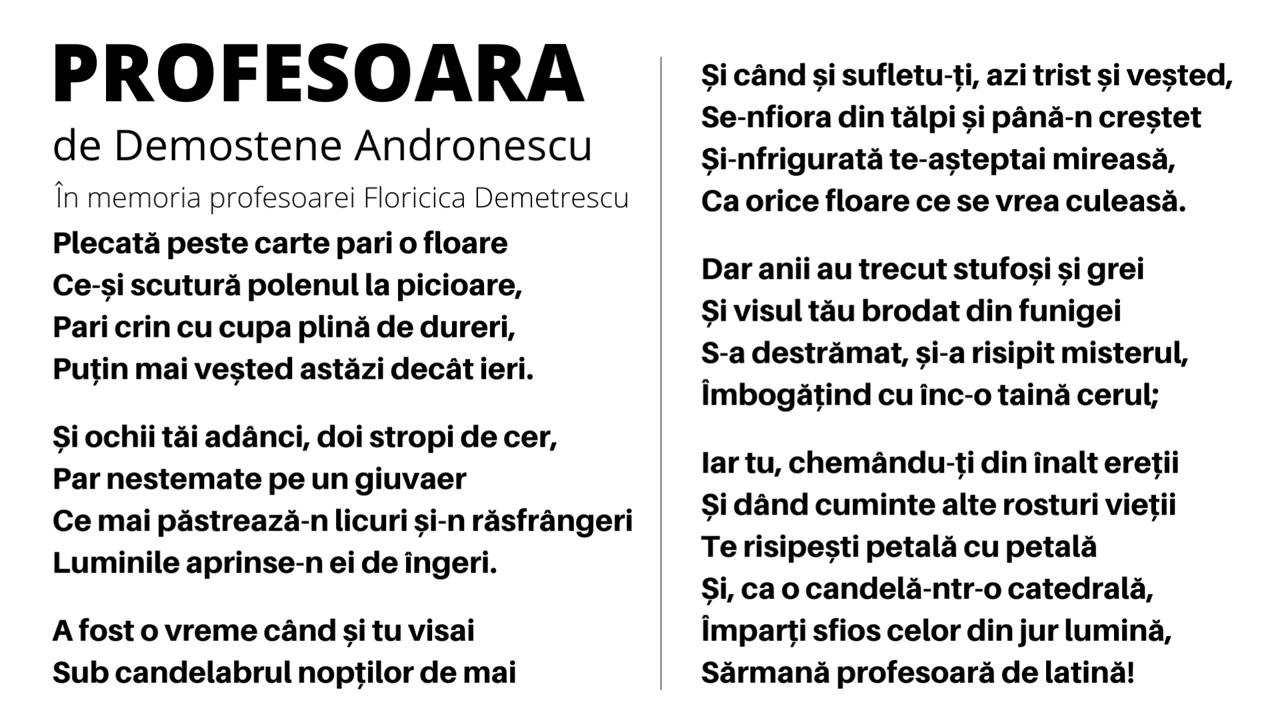 PROFESOARA
de Demostene Andronescu
În memoria profesoarei Floricica Demetrescu
Plecată peste carte pari o floare
Ce-și scutură polenul la picioare,
Pari crin cu cupa plină de dureri,
Puțin mai veșted astăzi decât ieri.
Și ochii tăi adânci, doi stropi de cer,
Par nestemate pe un giuvaer
Ce mai păstrează-n licuri și-n răsfrângeri
Luminile aprinse-n ei de îngeri.
A fost o vreme când și tu visai
Sub candelabrul nopților de mai
Și când și sufletu-ți, azi trist și veșted,
Se-nfiora din tălpi și până-n creștet
Și-nfrigurată te-așteptai mireasă,
Ca orice floare ce se vrea culeasă.
Dar anii au trecut stufoși și grei
Și visul tău brodat din funigei
S-a destrămat, și-a risipit misterul,
Îmbogățind cu înc-o taină cerul;
Iar tu, chemându-ți din înalt ereții
Și dând cuminte alte rosturi vieții
Te risipești petală cu petală
Și, ca o candelă-ntr-o catedrală,
Împarți sfios celor din jur lumină,
Sărmană profesoară de latină!